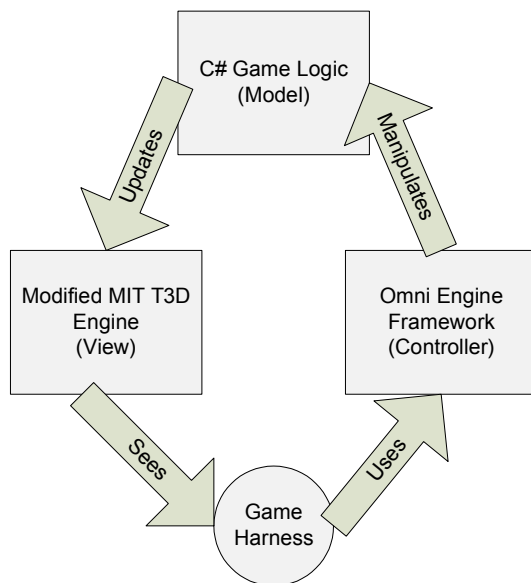 C# Game Logic
(Model)
Updates
Manipulates
Modified MIT T3D
Engine
(View)
Omni Engine
Framework
(Controller)
Sees
Uses
Game
Harness